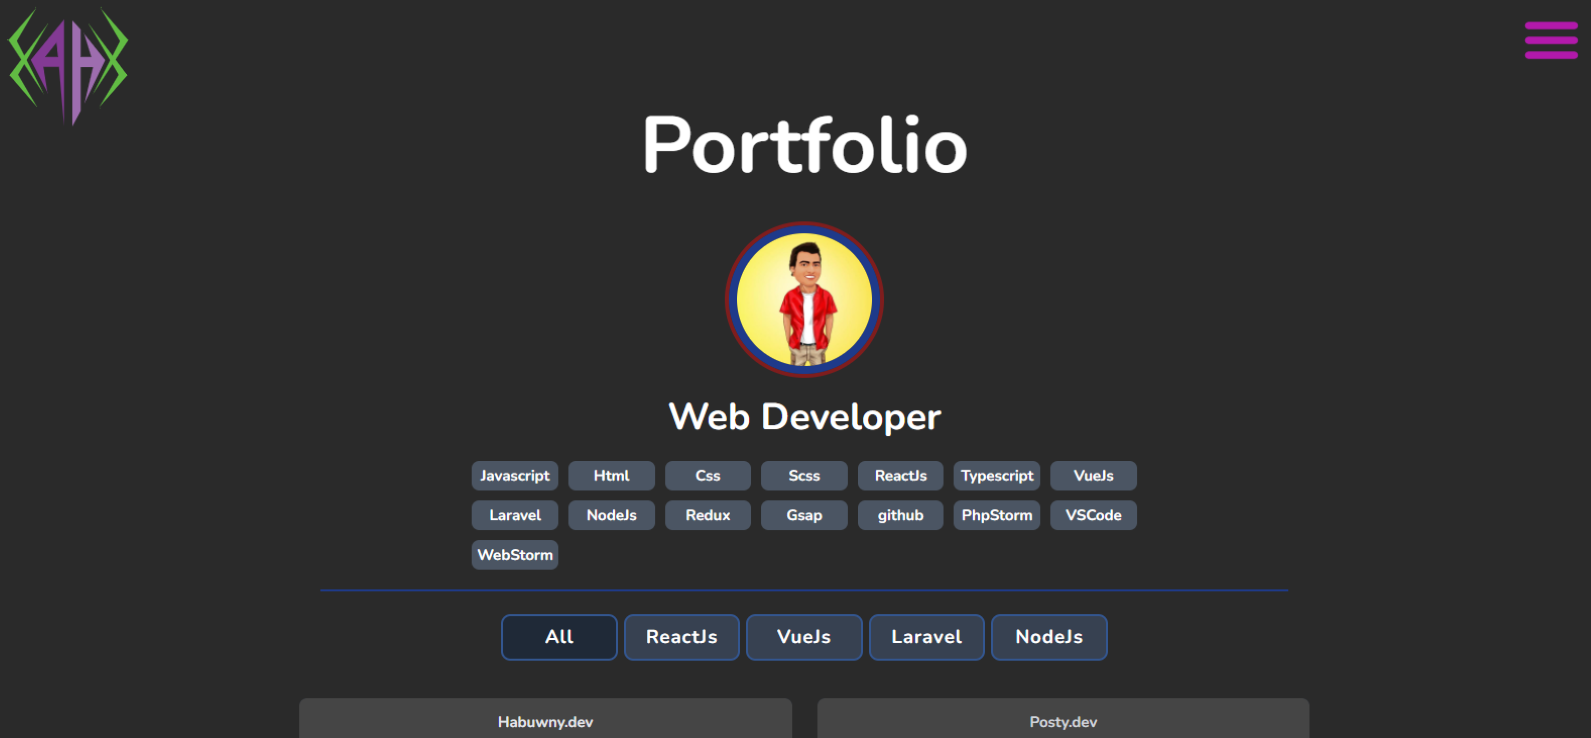 AH
Portfolio
Web Developer
Javascript Html Css Scss ReactJs Typescript VueJs
Laravel NodeJs Redux Gsap github PhpStorm VSCode
WebStorm
All ReactJs VueJs Laravel NodeJs
Habuwny.dev Posty.dev